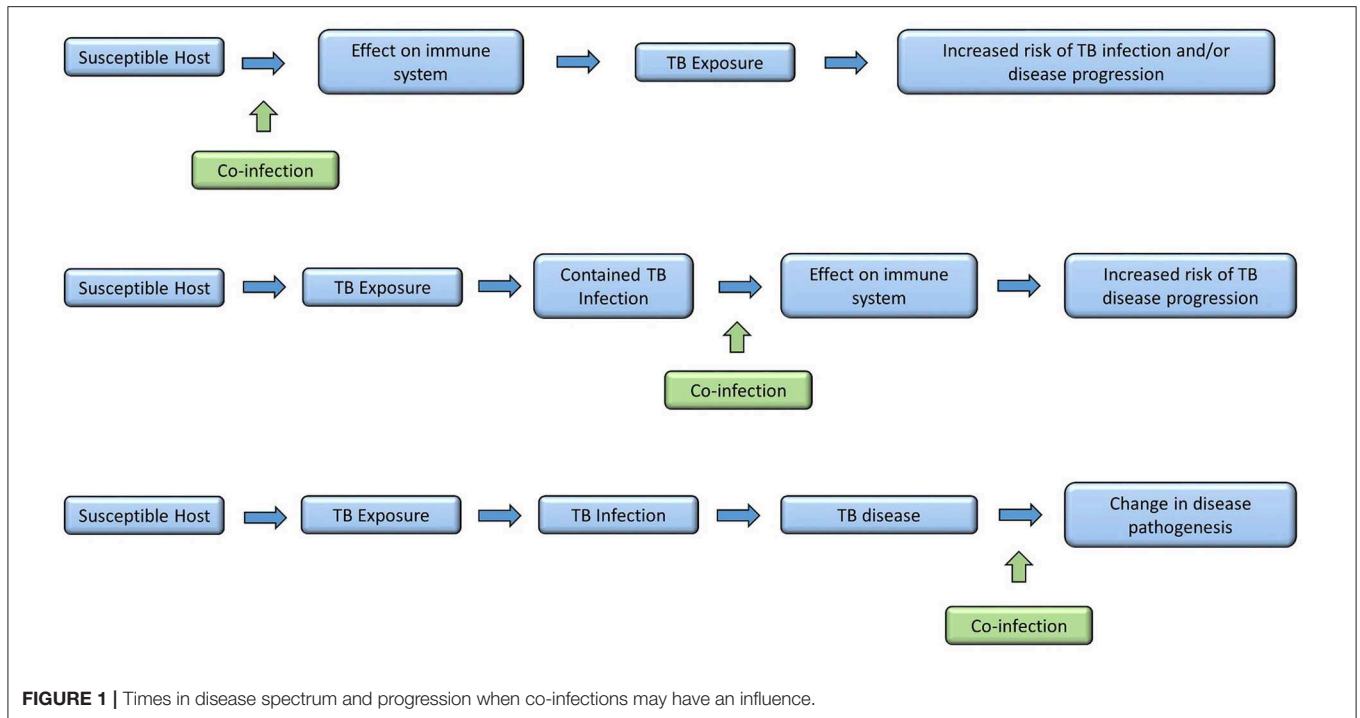 Susceptible Host
Effect on immune
system
TB Exposure
Increased risk of TB infection and/or
disease progression
Co-infection
Susceptible Host
TB Exposure
Contained TB
Infection
Effect on immune
system
Increased risk of TB
disease progression
Co-infection
Susceptible Host
TB Exposure
TB Infection
TB disease
Change in disease
pathogenesis
Co-infection
FIGURE 1 | Times in disease spectrum and progression when co-infections may have an influence.